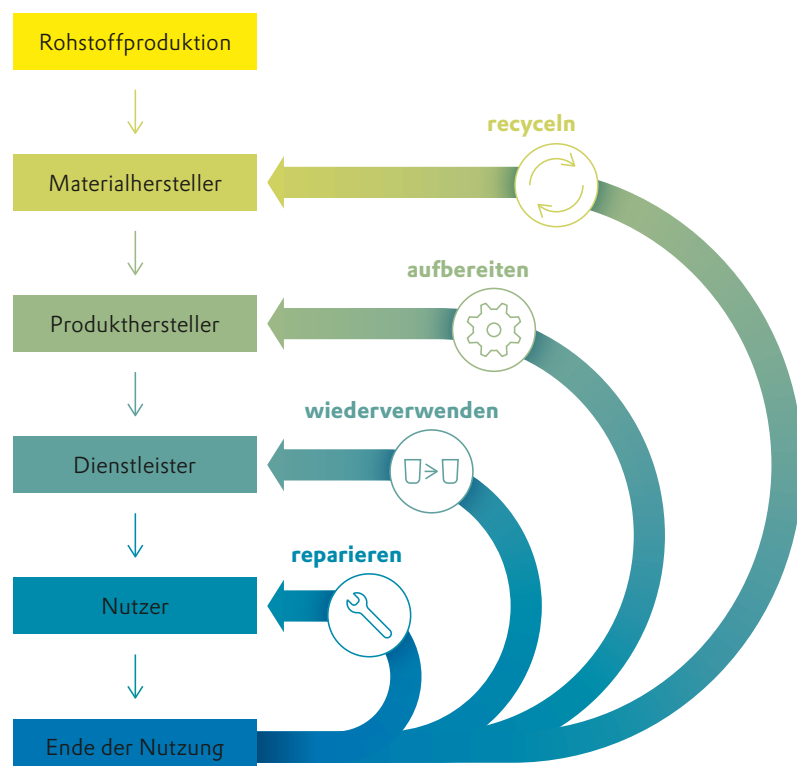 Rohstoffproduktion
recyceln
Materialhersteller
aufbereiten
Produkthersteller
wiederverwenden
Dienstleister
reparieren
Nutzer
Ende der Nutzung